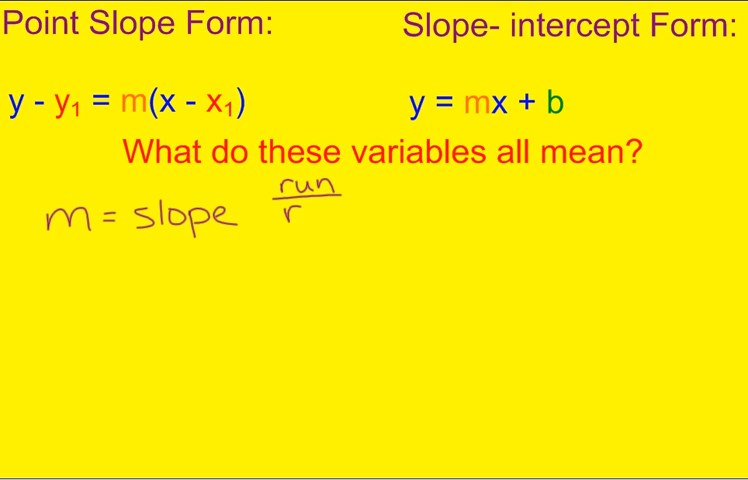 Point Slope Form:
Slope- intercept Form:
y - y₁ = m(x - x₁)
y = mx + b
What do these variables all mean?
m = slope
run
r